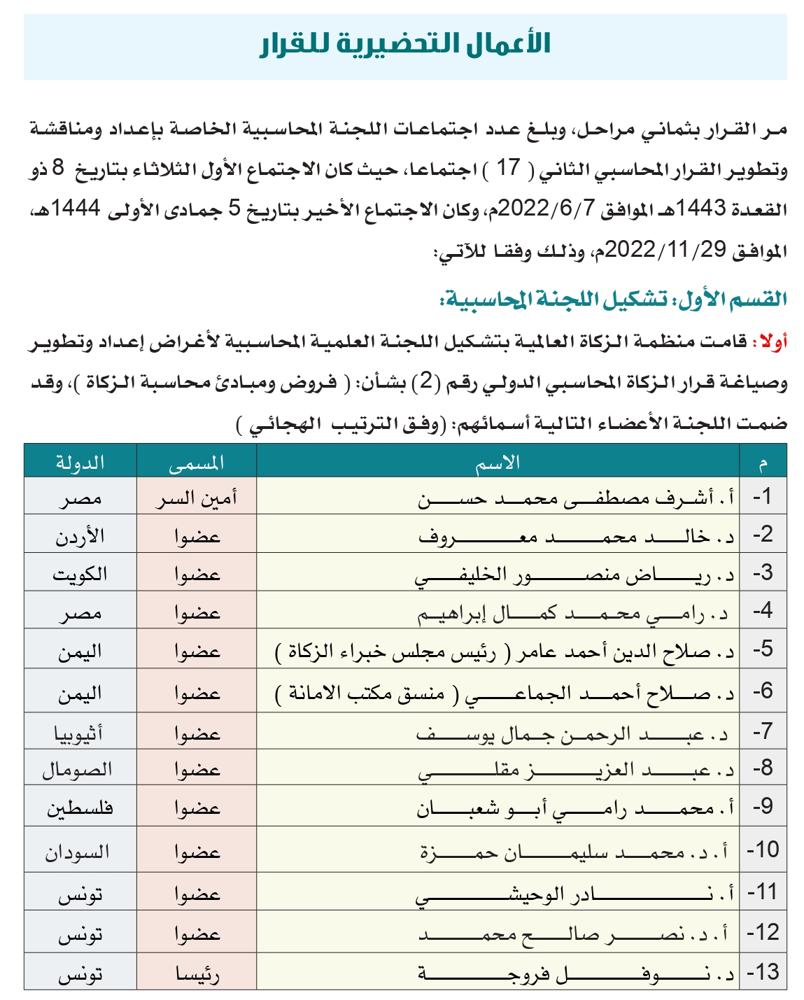 الأعمال التحضيرية للقرار
مر القرار بثماني مراحل، وبلغ عدد اجتماعات اللجنة المحاسبية الخاصة بإعداد ومناقشة
وتطوير القرار المحاسبي الثاني ( 17 ) اجتماعا، حيث كان الاجتماع الأول الثلاثاء بتاريخ 8 ذو
القعدة 1443هـ الموافق 2022/6/7م، وكان الاجتماع الأخير بتاريخ 5 جمادى الأولى 1444هـ،
الموافق 2022/11/29م، وذلك وفقا للآتي:
القسم الأول: تشكيل اللجنة المحاسبية:
أولا: قامت منظمة الزكاة العالمية بتشكيل اللجنة العلمية المحاسبية لأغراض إعداد وتطوير
وصياغة قرار الزكاة المحاسبي الدولي رقم (2) بشأن: ( فروض ومبادئ محاسبة الزكاة )، وقد
ضمت اللجنة الأعضاء التالية أسمائهم: (وفق الترتيب الهجائي )
م الاسم المسمى الدولة
1- أ. أشرف مصطفى محمد حسن أمين السر مصر
2- د. خالد محمد معروف عضوا الأردن
3- د. رياض منصور الخليفي عضوا الكويت
4- د. رامي محمد كمال إبراهيم عضوا مصر
5- د. صلاح الدين أحمد عامر ( رئيس مجلس خبراء الزكاة ) عضوا اليمن
6- د. صلاح أحمد الجماعي ( منسق مكتب الامانة ) عضوا اليمن
7- د. عبد الرحمن جمال يوسف عضوا أثيوبيا
8- د. عبد العزيز مقلي عضوا الصومال
9- أ. محمد رامي أبو شعبان عضوا فلسطين
10- أ. د. محمد سليمان حمزة عضوا السودان
11- أ. نادر الوحيشي عضوا تونس
12- أ. د. نصر صالح محمد عضوا تونس
13- د. نوفل فروجة رئيسا تونس